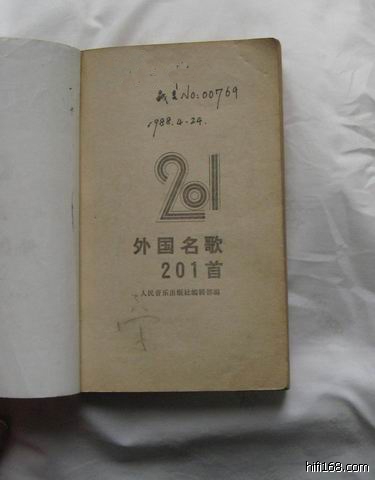 No:00769
1988.4-24.
201
外国名歌
201首
人民音乐出版社编辑部编
hifi168.com